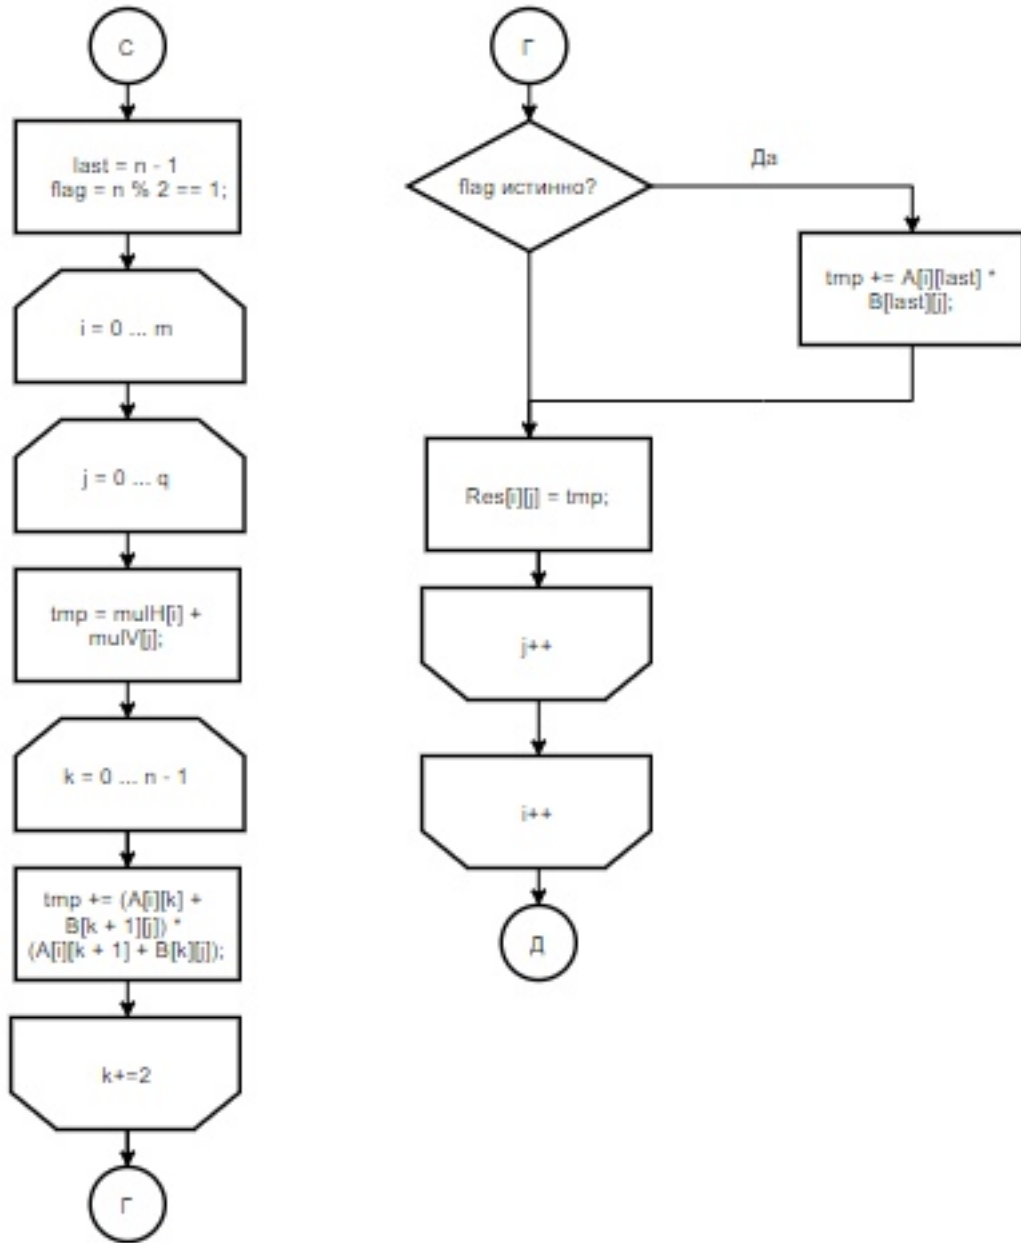 С
last = n - 1
flag = n % 2 == 1;
i = 0 ... m
j = 0 ... q
tmp = mulH[i] +
mulV[j];
k = 0 ... n - 1
tmp += (A[i][k] +
B[k + 1][j]) *
(A[i][k + 1] + B[k][j]);
k+=2
Г
Г
flag истинно?
Да
tmp += A[i][last] *
B[last][j];
Res[i][j] = tmp;
j++
i++
Д